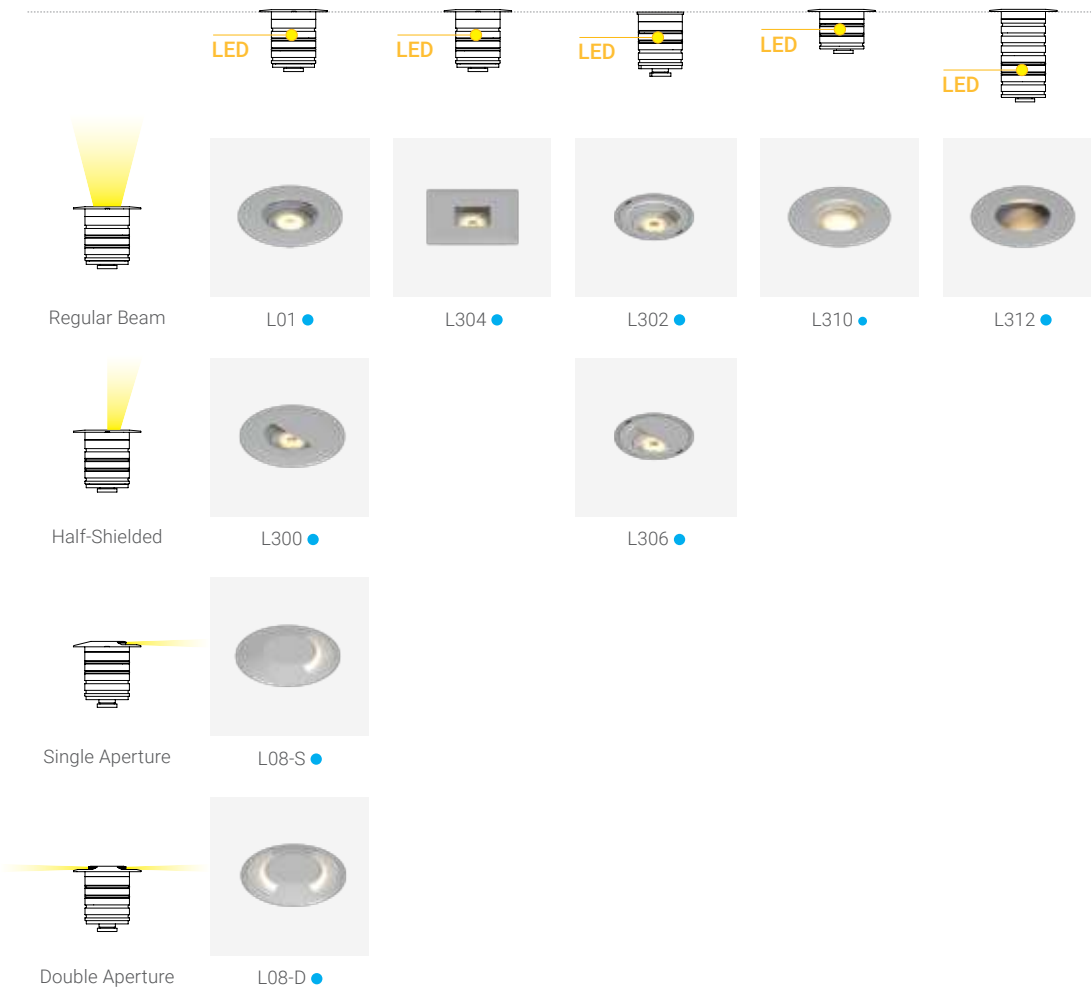 LED
LED
LED
LED
LED
Regular Beam
L01
L304
L302
L310
L312
Half-Shielded
L300
L306
Single Aperture
L08-S
Double Aperture
L08-D